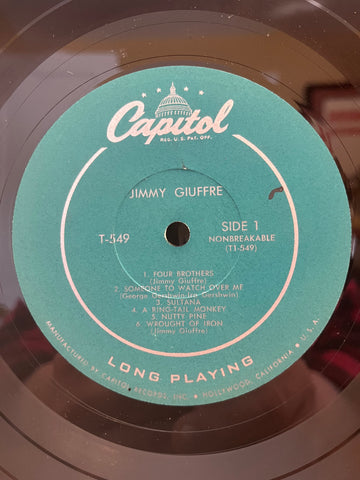 Capitol
REG. U.S. PAT. OFF.
JIMMY GIUFFRE
T-549
SIDE 1
NONBREAKABLE
(T1-549)
1. FOUR BROTHERS
(Jimmy Giuffre)
2. SOMEONE TO WATCH OVER ME
(George Gershwin-Ira Gershwin)
3. SULTANA
4. A RING-TAIL MONKEY
5. NUTTY PINE
6. WROUGHT OF IRON
(Jimmy Giuffre)
LONG PLAYING
MANUFACTURED BY CAPITOL RECORDS, INC. ★ HOLLYWOOD, CALIFORNIA ★ U.S.A.